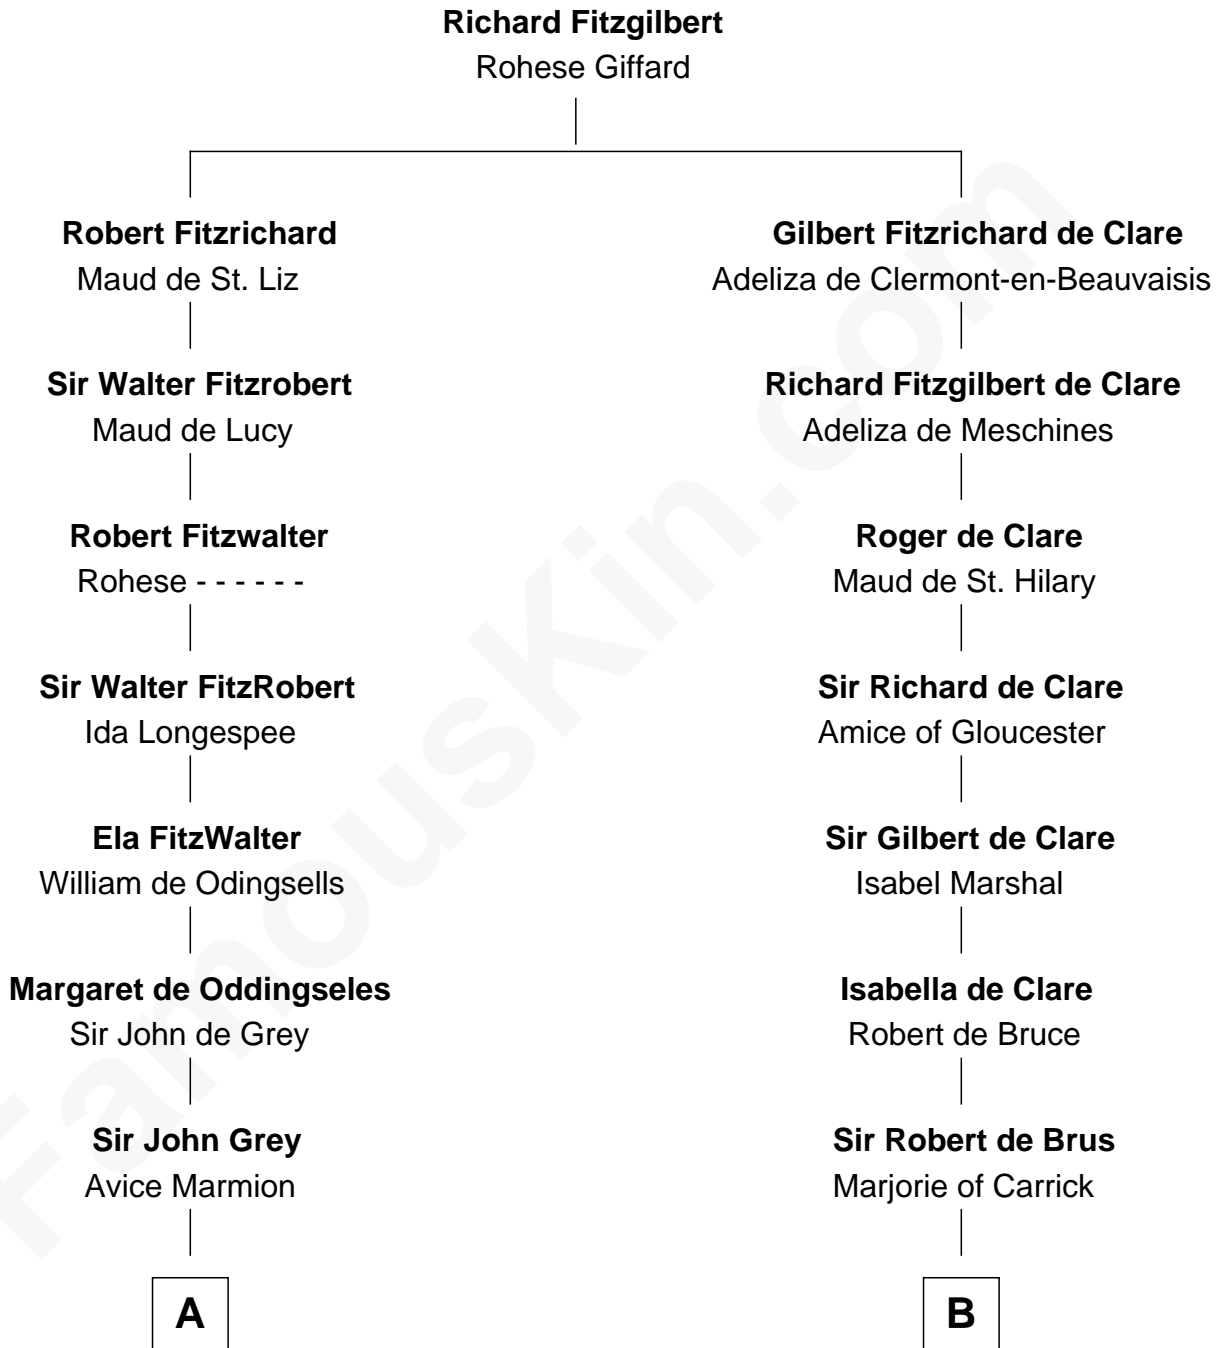 Richard Fitzgilbert
Rohese Giffard
Robert Fitzrichard
Maud de St. Liz
Gilbert Fitzrichard de Clare
Adeliza de Clermont-en-Beauvaisis
Sir Walter Fitzrobert
Maud de Lucy
Richard Fitzgilbert de Clare
Adeliza de Meschines
Robert Fitzwalter
Rohese - - - - - -
Roger de Clare
Maud de St. Hilary
Sir Walter FitzRobert
Ida Longespee
Sir Richard de Clare
Amice of Gloucester
Ela FitzWalter
William de Odingsells
Sir Gilbert de Clare
Isabel Marshal
Margaret de Oddingseles
Sir John de Grey
Isabella de Clare
Robert de Bruce
Sir John Grey
Avice Marmion
Sir Robert de Brus
Marjorie of Carrick
A
B
FamousKin.com